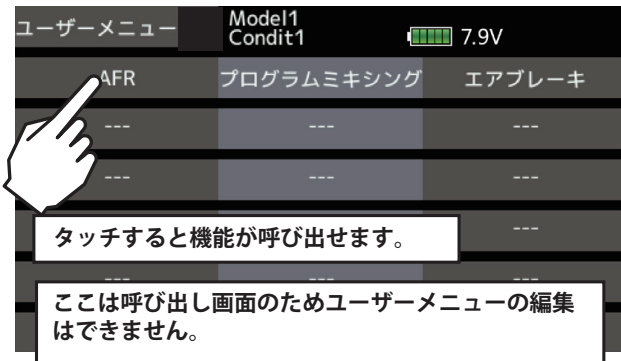 ユーザーメニュー
Model1
Condit1
7.9V
AFR プログラムミキシング エアブレーキ
--- --- ---
--- --- ---
---
タッチすると機能が呼び出せます。
--- ---
ここは呼び出し画面のためユーザーメニューの編集
はできません。